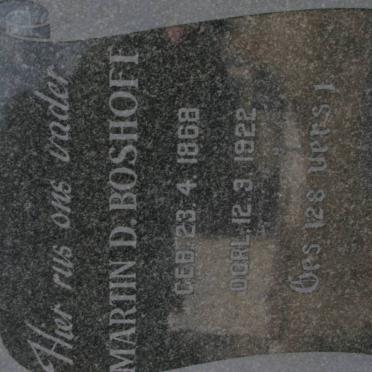 Hier rus ons vader
MARTIN D. BOSHOFF
GEB. 23. 4. 1868
OORL. 12. 3. 1922
Ges. 128 vers 1